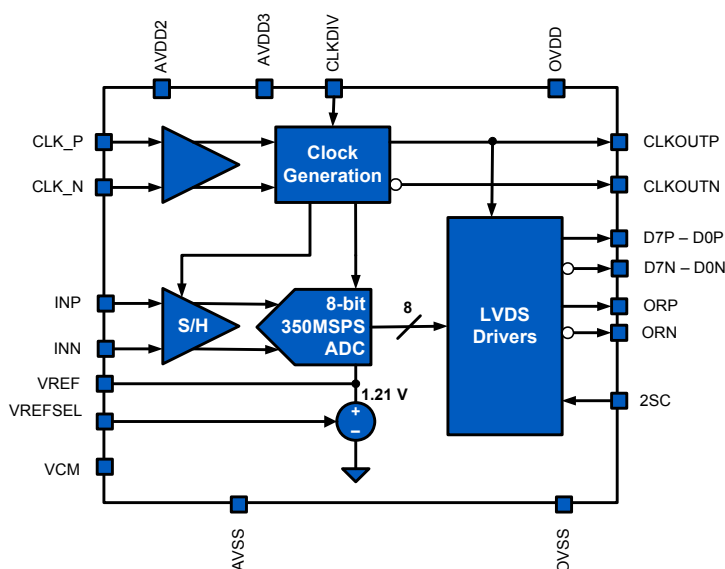 AVDD2
AVDD3
CLKDIV
OVDD
CLK_P
CLK_N
Clock
Generation
CLKOUTP
CLKOUTN
D7P – D0P
D7N – D0N
ORP
ORN
2SC
INP
INN
S/H
8-bit
350MSPS
ADC
8
LVDS
Drivers
VREF
1.21 V
VREFSEL
+
–
VCM
AVSS
OVSS